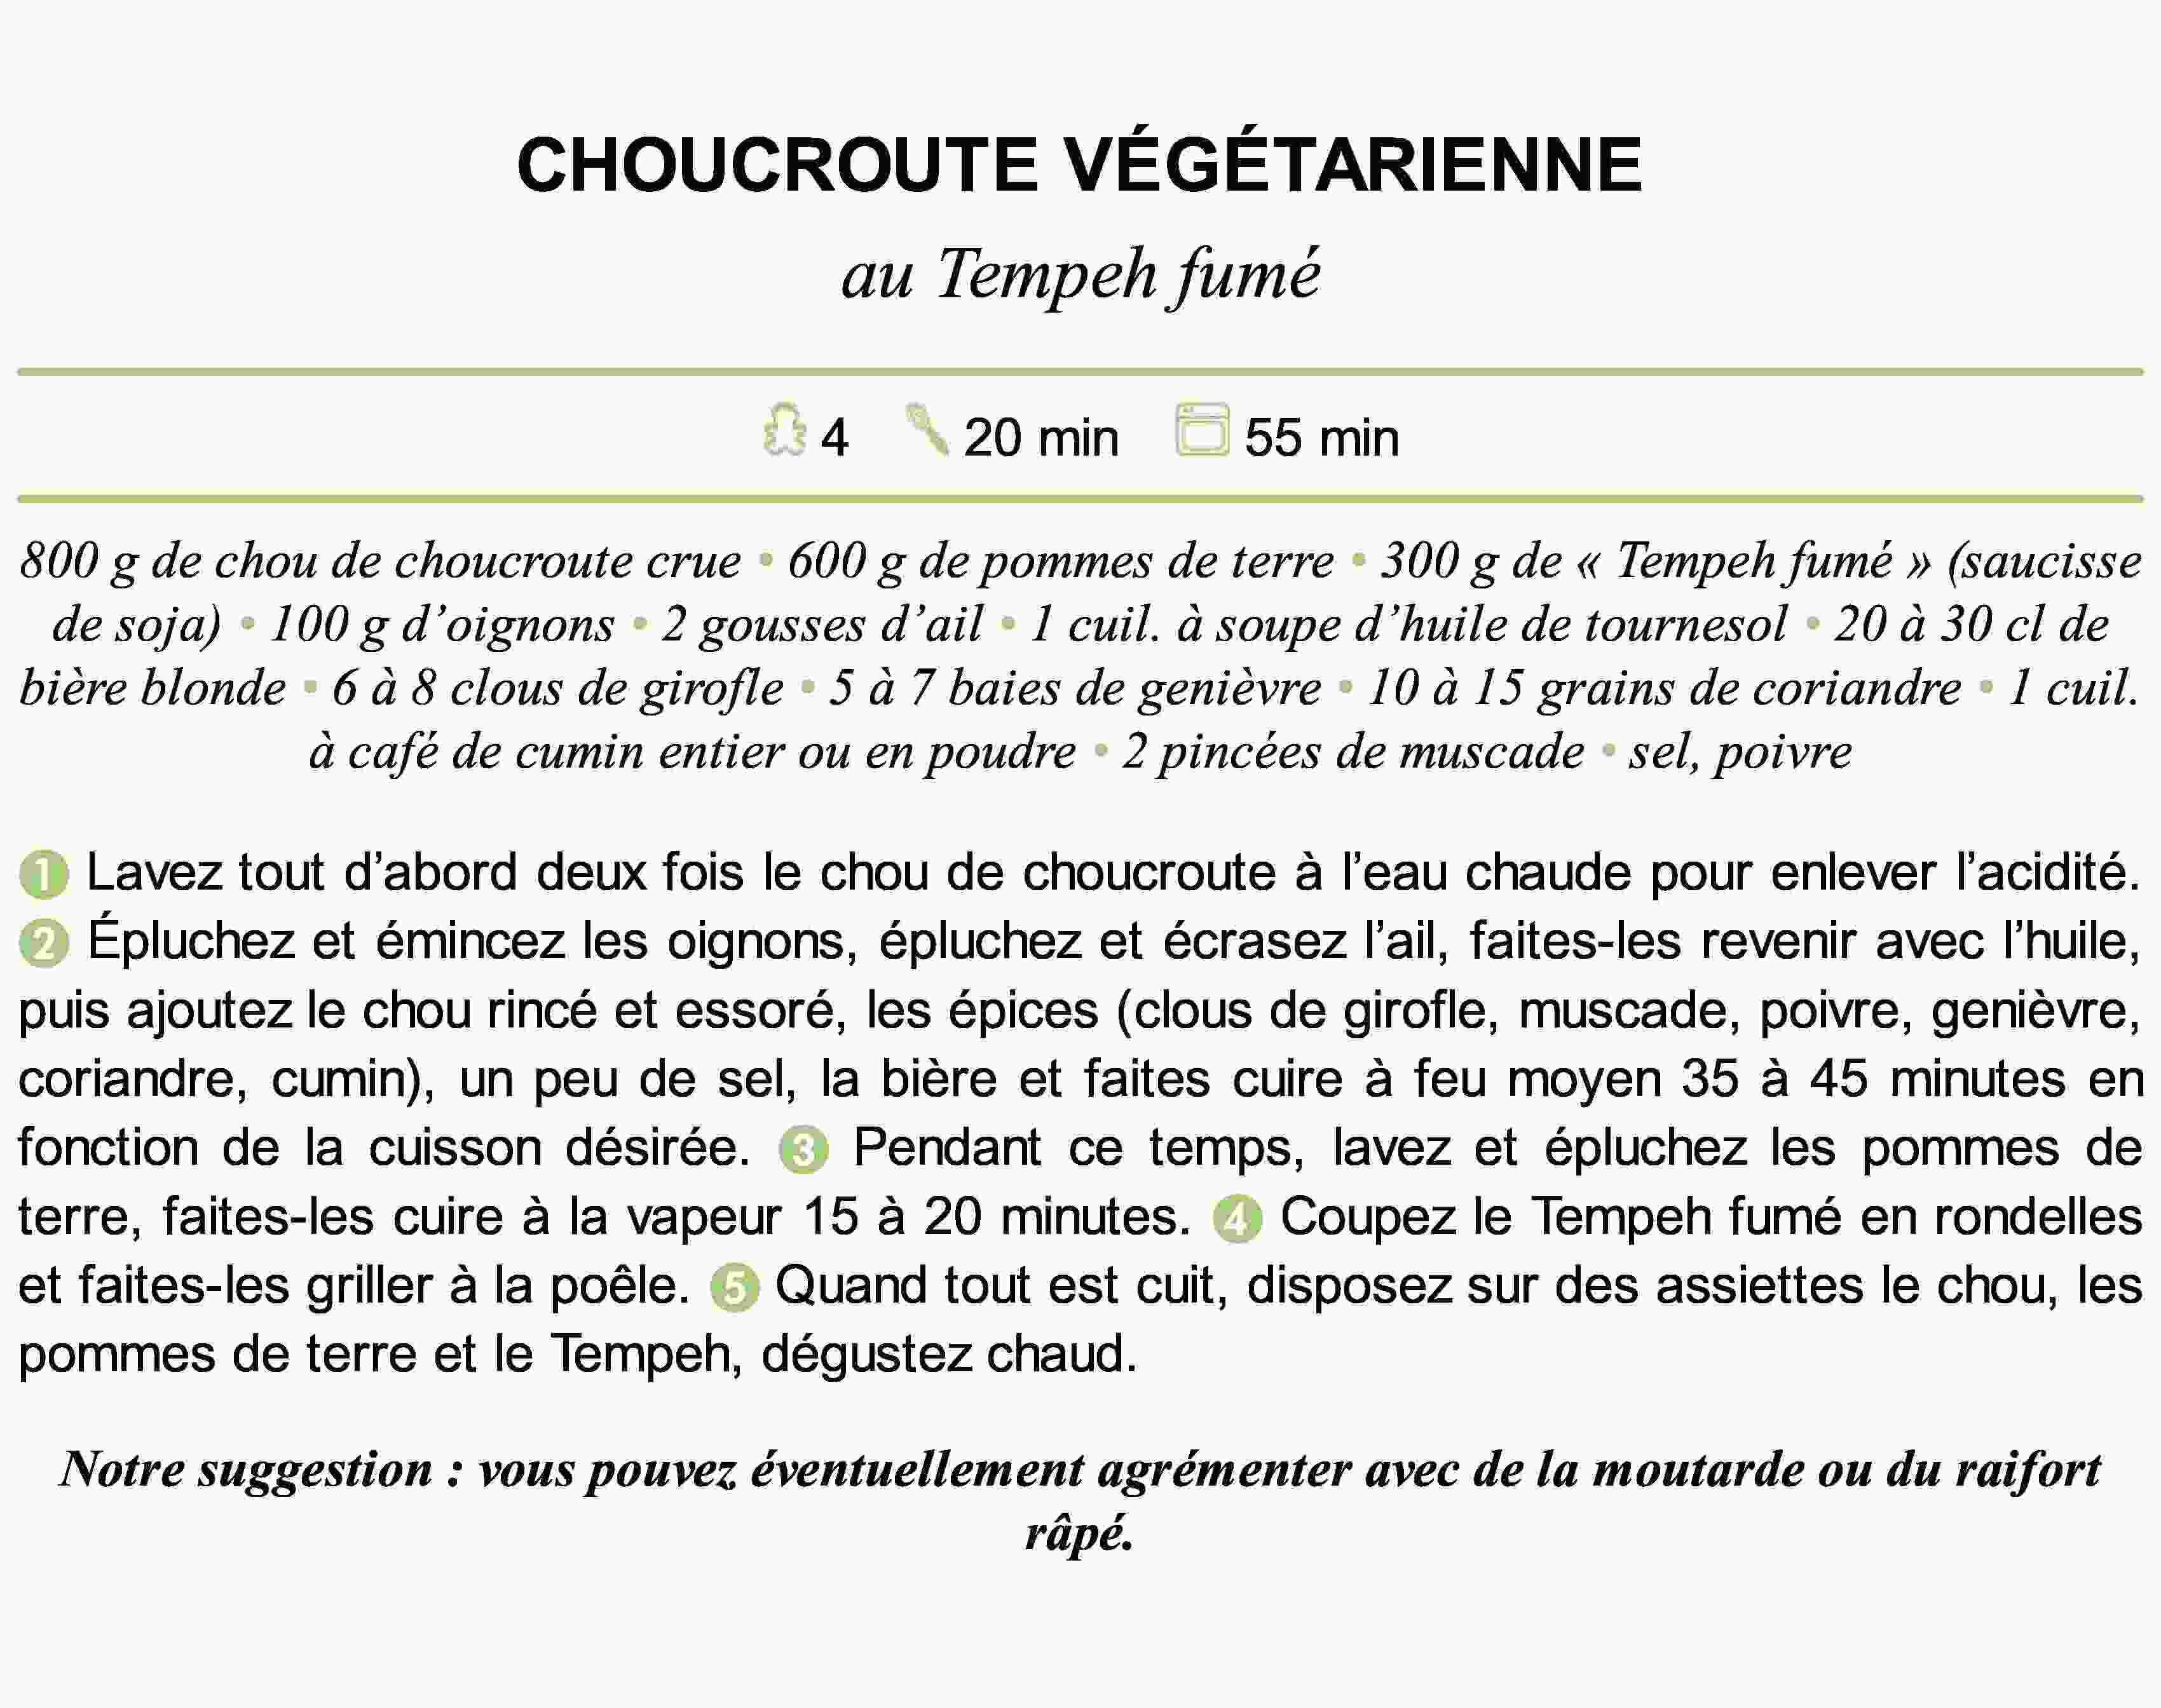 CHOUCROUTE VÉGÉTARIENNE
au Tempeh fumé
4 20 min 55 min
800 g de chou de choucroute crue • 600 g de pommes de terre • 300 g de « Tempeh fumé » (saucisse
de soja) • 100 g d’oignons • 2 gousses d’ail • 1 cuil. à soupe d’huile de tournesol • 20 à 30 cl de
bière blonde • 6 à 8 clous de girofle • 5 à 7 baies de genièvre • 10 à 15 grains de coriandre • 1 cuil.
à café de cumin entier ou en poudre • 2 pincées de muscade • sel, poivre
1 Lavez tout d’abord deux fois le chou de choucroute à l’eau chaude pour enlever l’acidité.
2 Épluchez et émincez les oignons, épluchez et écrasez l’ail, faites-les revenir avec l’huile,
puis ajoutez le chou rincé et essoré, les épices (clous de girofle, muscade, poivre, genièvre,
coriandre, cumin), un peu de sel, la bière et faites cuire à feu moyen 35 à 45 minutes en
fonction de la cuisson désirée. 3 Pendant ce temps, lavez et épluchez les pommes de
terre, faites-les cuire à la vapeur 15 à 20 minutes. 4 Coupez le Tempeh fumé en rondelles
et faites-les griller à la poêle. 5 Quand tout est cuit, disposez sur des assiettes le chou, les
pommes de terre et le Tempeh, dégustez chaud.
Notre suggestion : vous pouvez éventuellement agrémenter avec de la moutarde ou du raifort
râpé.